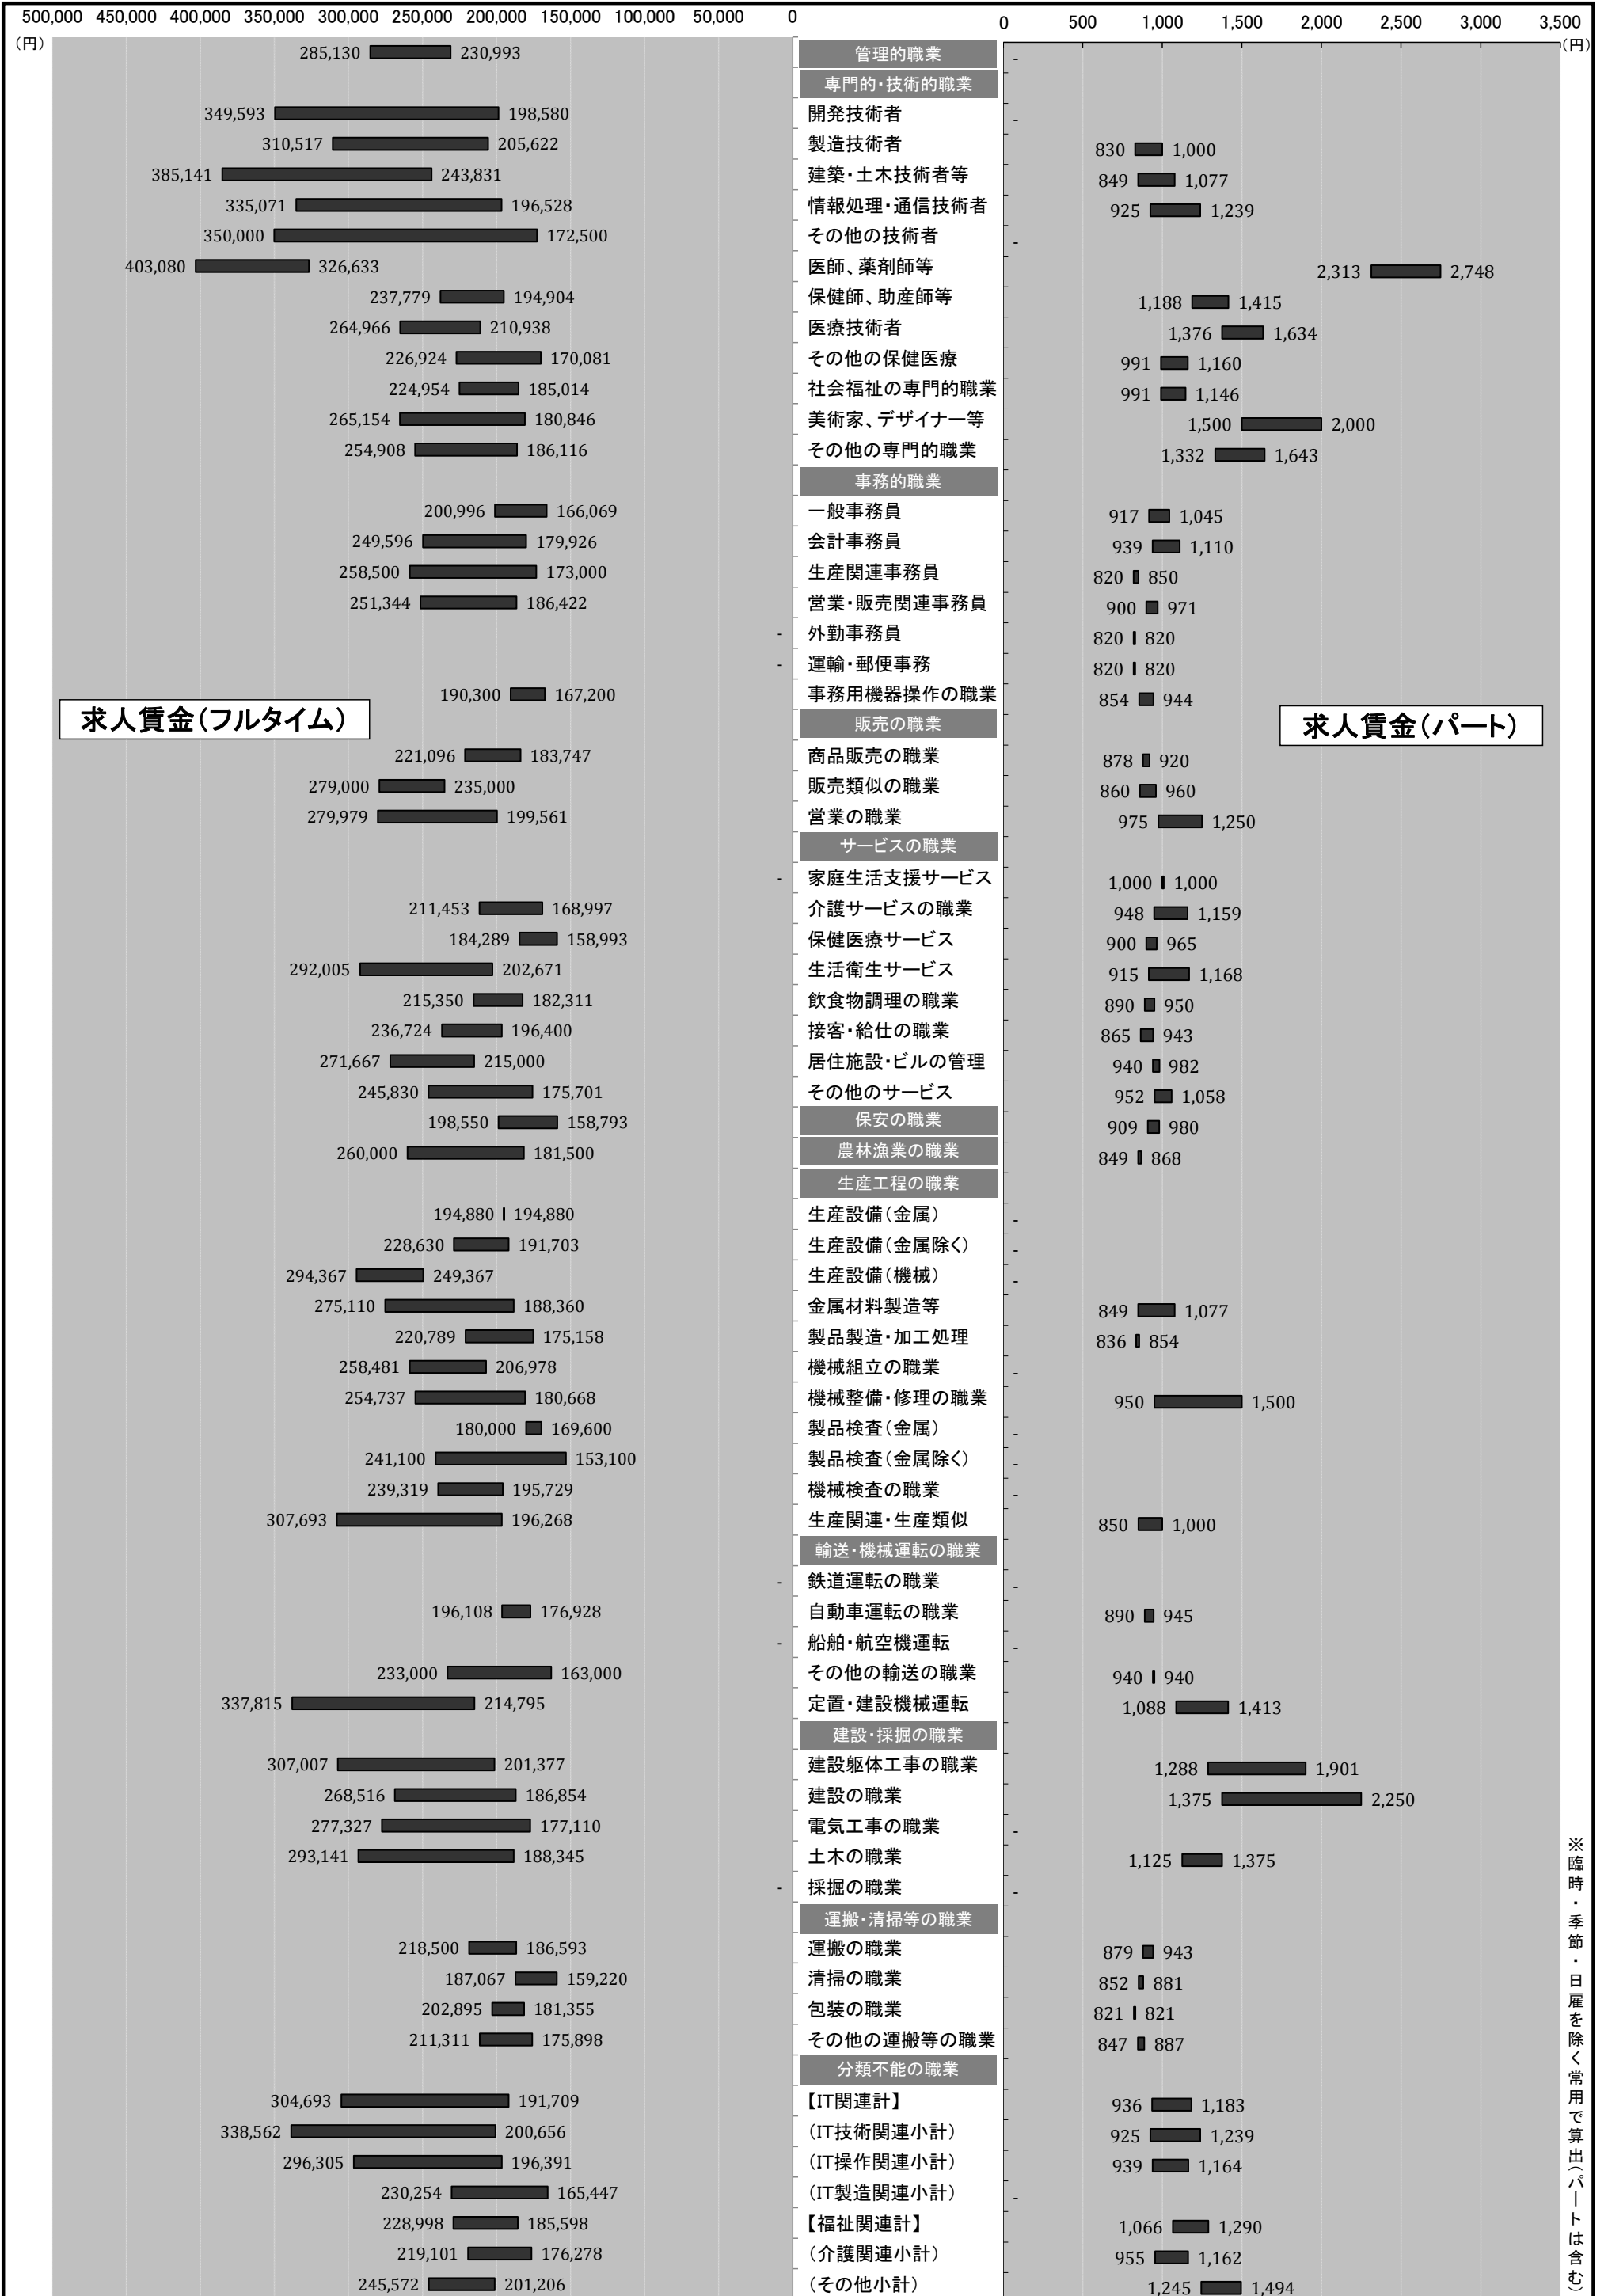 500,000 450,000 400,000 350,000 300,000 250,000 200,000 150,000 100,000 50,000 0 0 500 1,000 1,500 2,000 2,500 3,000 3,500
(円) (円)
285,130 230,993 管理的職業 -
専門的・技術的職業
349,593 198,580 開発技術者 -
310,517 205,622 製造技術者 830 1,000
385,141 243,831 建築・土木技術者等 849 1,077
335,071 196,528 情報処理・通信技術者 925 1,239
350,000 172,500 その他の技術者 -
403,080 326,633 医師、薬剤師等 2,313 2,748
237,779 194,904 保健師、助産師等 1,188 1,415
264,966 210,938 医療技術者 1,376 1,634
226,924 170,081 その他の保健医療 991 1,160
224,954 185,014 社会福祉の専門的職業 991 1,146
265,154 180,846 美術家、デザイナー等 1,500 2,000
254,908 186,116 その他の専門的職業 1,332 1,643
事務的職業
200,996 166,069 一般事務員 917 1,045
249,596 179,926 会計事務員 939 1,110
258,500 173,000 生産関連事務員 820 850
251,344 186,422 営業・販売関連事務員 900 971
- 外勤事務員 820 820
- 運輸・郵便事務 820 820
190,300 167,200 事務用機器操作の職業 854 944
求人賃金(フルタイム) 販売の職業 求人賃金(パート)
221,096 183,747 商品販売の職業 878 920
279,000 235,000 販売類似の職業 860 960
279,979 199,561 営業の職業 975 1,250
サービスの職業
- 家庭生活支援サービス 1,000 1,000
211,453 168,997 介護サービスの職業 948 1,159
184,289 158,993 保健医療サービス 900 965
292,005 202,671 生活衛生サービス 915 1,168
215,350 182,311 飲食物調理の職業 890 950
236,724 196,400 接客・給仕の職業 865 943
271,667 215,000 居住施設・ビルの管理 940 982
245,830 175,701 その他のサービス 952 1,058
198,550 158,793 保安の職業 909 980
260,000 181,500 農林漁業の職業 849 868
生産工程の職業
194,880 194,880 生産設備(金属) -
228,630 191,703 生産設備(金属除く) -
294,367 249,367 生産設備(機械) -
275,110 188,360 金属材料製造等 849 1,077
220,789 175,158 製品製造・加工処理 836 854
258,481 206,978 機械組立の職業 -
254,737 180,668 機械整備・修理の職業 950 1,500
180,000 169,600 製品検査(金属) -
241,100 153,100 製品検査(金属除く) -
239,319 195,729 機械検査の職業 -
307,693 196,268 生産関連・生産類似 850 1,000
輸送・機械運転の職業
- 鉄道運転の職業 -
196,108 176,928 自動車運転の職業 890 945
- 船舶・航空機運転 -
233,000 163,000 その他の輸送の職業 940 940
337,815 214,795 定置・建設機械運転 1,088 1,413
建設・採掘の職業
307,007 201,377 建設躯体工事の職業 1,288 1,901
268,516 186,854 建設の職業 1,375 2,250
277,327 177,110 電気工事の職業 -
293,141 188,345 土木の職業 1,125 1,375
- 採掘の職業 -
運搬・清掃等の職業
218,500 186,593 運搬の職業 879 943
187,067 159,220 清掃の職業 852 881
202,895 181,355 包装の職業 821 821
211,311 175,898 その他の運搬等の職業 847 887
分類不能の職業
304,693 191,709 【IT関連計】 936 1,183
338,562 200,656 (IT技術関連小計) 925 1,239
296,305 196,391 (IT操作関連小計) 939 1,164
230,254 165,447 (IT製造関連小計) -
228,998 185,598 【福祉関連計】 1,066 1,290
219,101 176,278 (介護関連小計) 955 1,162
245,572 201,206 (その他小計) 1,245 1,494
※臨時・季節・日雇を除く常用で算出(パートは含む)